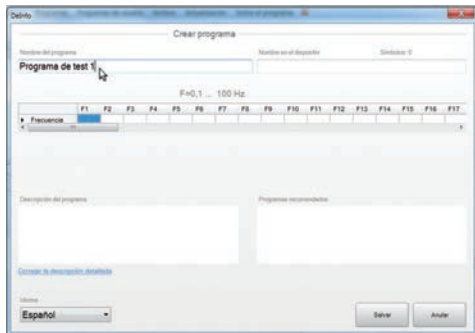 DeInfo
Crear programa
Nombre del programa
Nombre en el dispositivo
Símbolos: 0
Programa de test 1
F=0,1 ... 100 Hz
F1 F2 F3 F4 F5 F6 F7 F8 F9 F10 F11 F12 F13 F14 F15 F16 F17
Frecuencia
Descripción del programa
Programas recomendados
Corregir la descripción detallada
Idioma
Español
Salvar
Anular